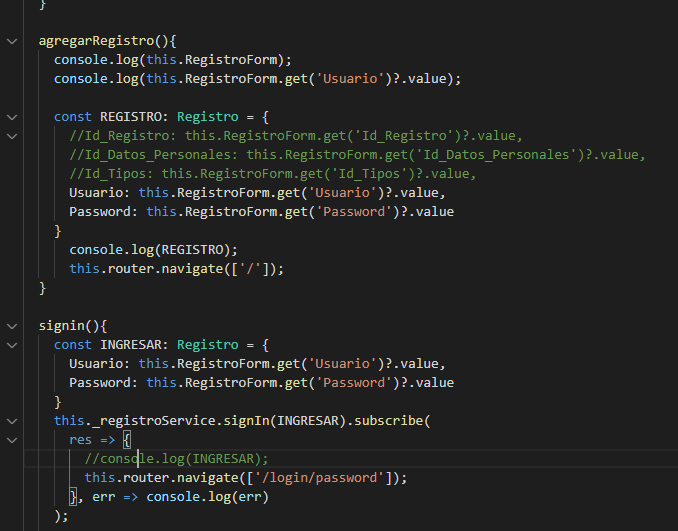 }
agregarRegistro(){
console.log(this.RegistroForm);
console.log(this.RegistroForm.get('Usuario')?.value);
const REGISTRO: Registro = {
//Id_Registro: this.RegistroForm.get('Id_Registro')?.value,
//Id_Datos_Personales: this.RegistroForm.get('Id_Datos_Personales')?.value,
//Id_Tipos: this.RegistroForm.get('Id_Tipos')?.value,
Usuario: this.RegistroForm.get('Usuario')?.value,
Password: this.RegistroForm.get('Password')?.value
}
console.log(REGISTRO);
this.router.navigate(['/']);
}
signin(){
const INGRESAR: Registro = {
Usuario: this.RegistroForm.get('Usuario')?.value,
Password: this.RegistroForm.get('Password')?.value
}
this._registroService.signIn(INGRESAR).subscribe(
res => {
//console.log(INGRESAR);
this.router.navigate(['/login/password']);
}, err => console.log(err)
);